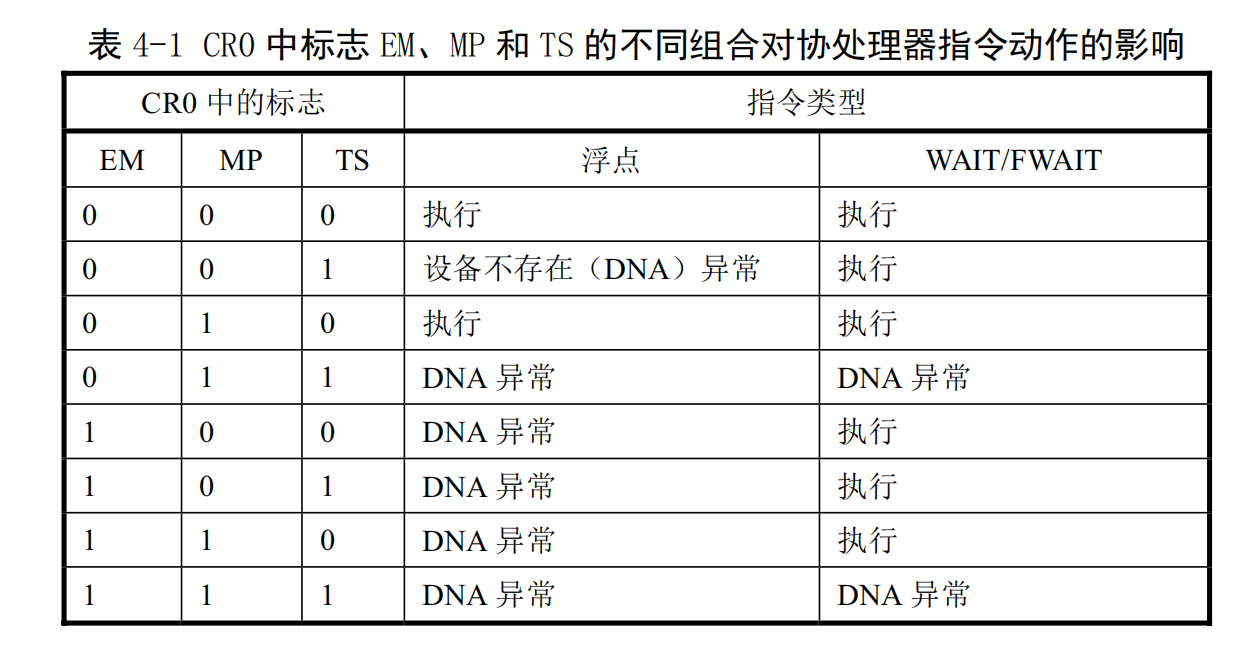 表 4-1 CR0 中标志 EM、MP 和 TS 的不同组合对协处理器指令动作的影响
CR0 中的标志 指令类型
EM MP TS 浮点 WAIT/FWAIT
0 0 0 执行 执行
0 0 1 设备不存在（DNA）异常 执行
0 1 0 执行 执行
0 1 1 DNA 异常 DNA 异常
1 0 0 DNA 异常 执行
1 0 1 DNA 异常 执行
1 1 0 DNA 异常 执行
1 1 1 DNA 异常 DNA 异常